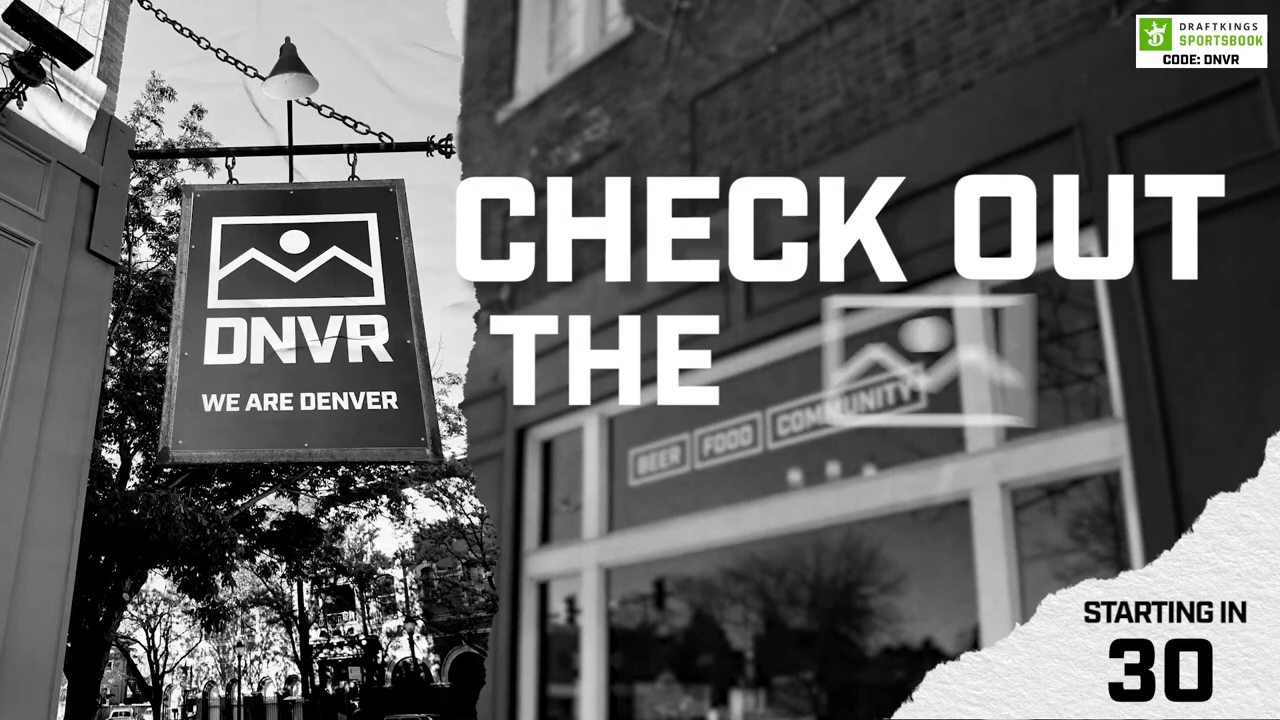 DRAFTKINGS
SPORTSBOOK
CODE: DNVR
CHECK OUT
THE
DNVR
WE ARE DENVER
BEER FOOD COMMUNITY
STARTING IN
30